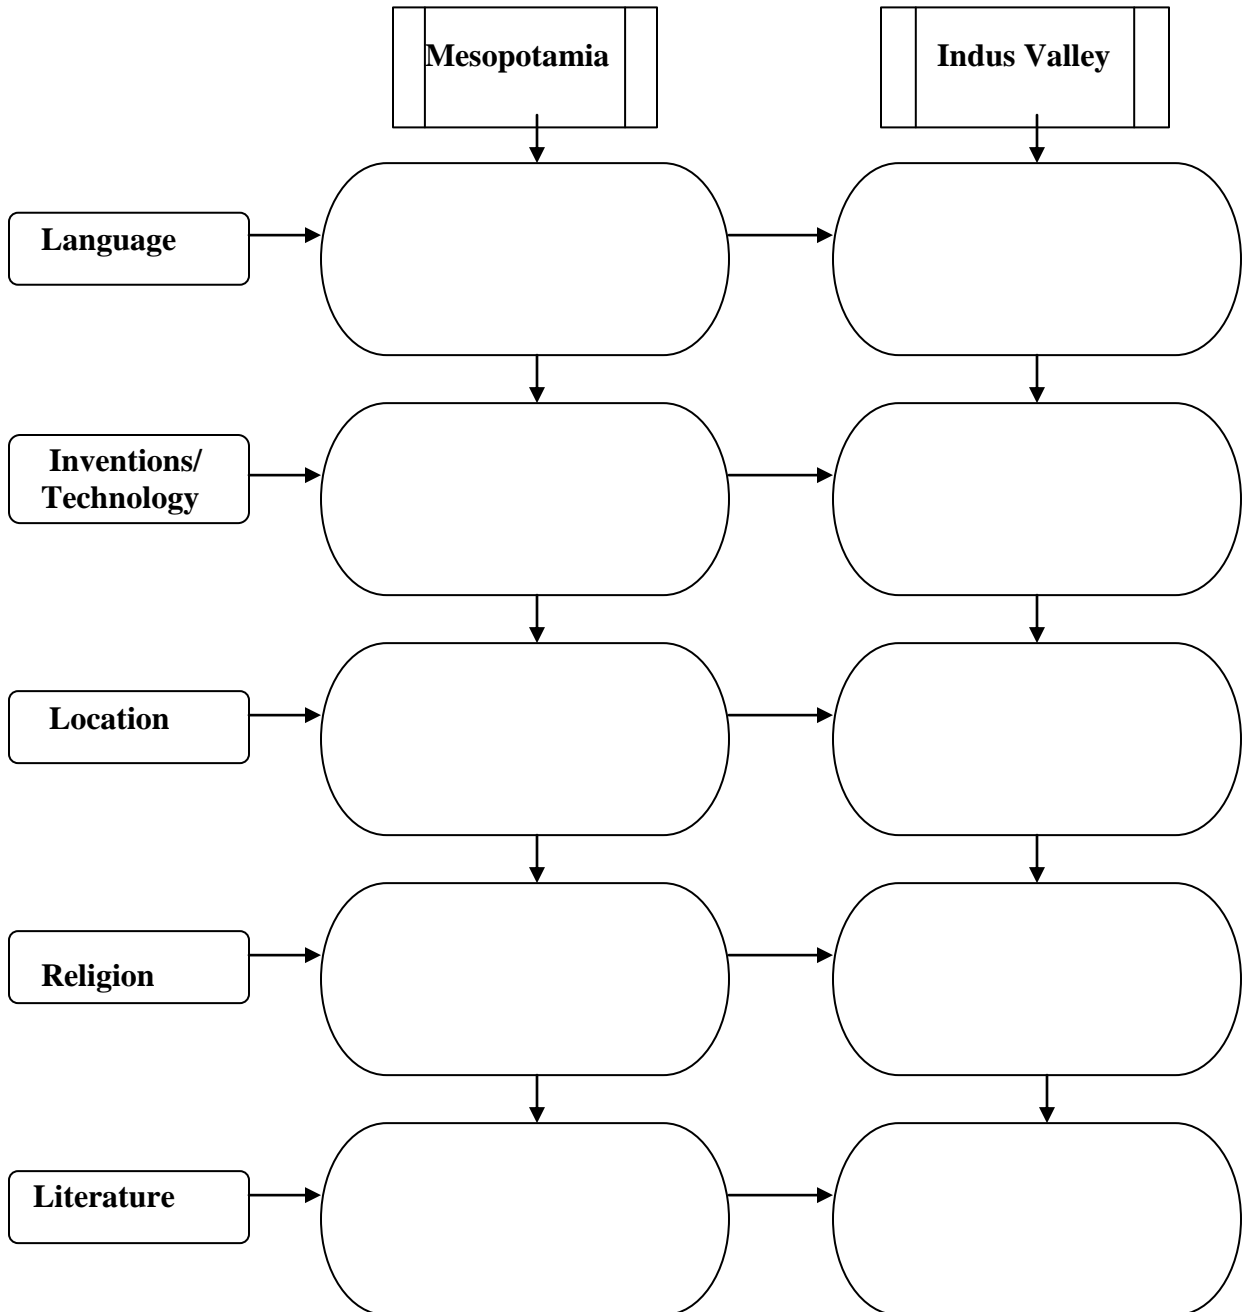 Mesopotamia
Indus Valley
Language
Inventions/
Technology
Location
Religion
Literature